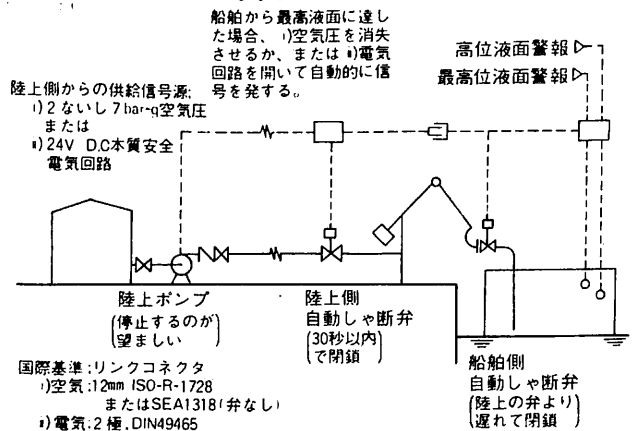 船舶から最高液面に達し
た場合、i)空気圧を消失
させるか、または ii)電気
回路を開いて自動的に信
号を発する。
高位液面警報
最高位液面警報
陸上側からの供給信号源:
i)2ないし7bar-g空気圧
または
ii)24V D.C本質安全
電気回路
陸上ポンプ
(停止するのが
望ましい)
陸上側
自動しゃ断弁
(30秒以内
で閉鎖)
船舶側
自動しゃ断弁
(陸上の弁より
遅れて閉鎖)
国際基準:リンクコネクタ
i)空気:12mm ISO-R-1728
またはSEA1318(弁なし)
ii)電気:2極,DIN49465